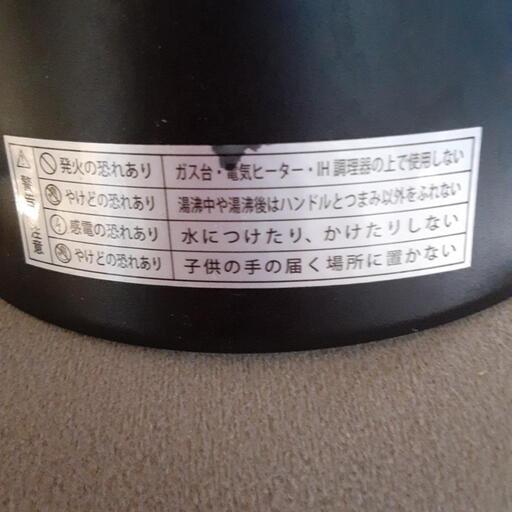 警告・注意
発火の恐れあり ガス台・電気ヒーター・IH 調理器の上で使用しない
やけどの恐れあり 湯沸中や湯沸後はハンドルとつまみ以外をふれない
感電の恐れあり 水につけたり、かけたりしない
やけどの恐れあり 子供の手の届く場所に置かない